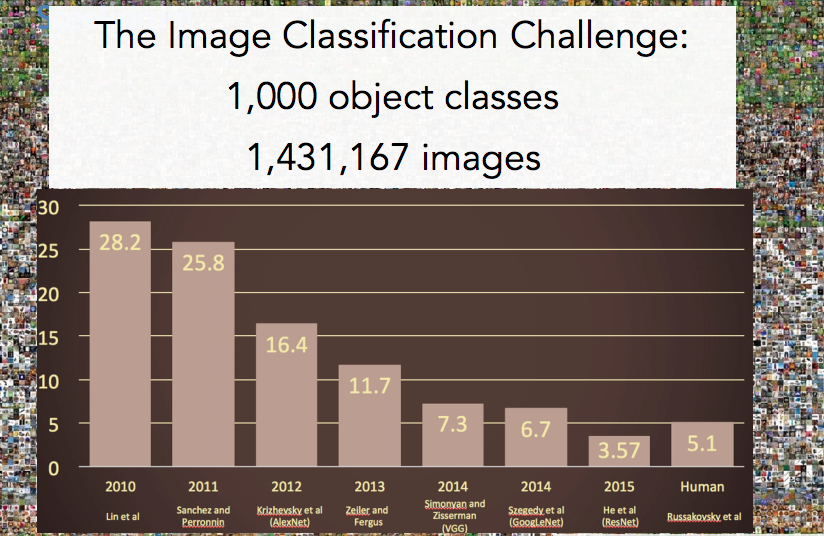 The Image Classification Challenge:
1,000 object classes
1,431,167 images
30
25
20
15
10
5
0
28.2
25.8
16.4
11.7
7.3
6.7
3.57
5.1
2010
2011
2012
2013
2014
2014
2015
Human
Lin et al
Sanchez and
Perronnin
Krizhevsky et al
(AlexNet)
Zeiler and
Fergus
Simonyan and
Zisserman
(VGG)
Szegedy et al
(GoogLeNet)
He et al
(ResNet)
Russakovsky et al